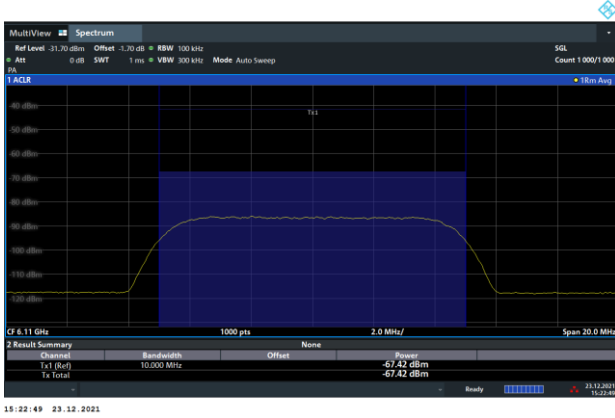 MultiView Spectrum
Ref Level -31.70 dBm Offset -1.70 dB RBW 100 kHz SGL
Att 0 dB SWT 1 ms VBW 300 kHz Mode Auto Sweep Count 1 000/1 000
PA
1 ACLR 1Rm Avg
-40 dBm
Tx1
-50 dBm
-60 dBm
-70 dBm
-80 dBm
-90 dBm
-100 dBm
-110 dBm
-120 dBm
CF 6.11 GHz 1000 pts 2.0 MHz/ Span 20.0 MHz
2 Result Summary None
Channel Bandwidth Offset Power
Tx1 (Ref) 10.000 MHz -67.42 dBm
Tx Total -67.42 dBm
Ready 23.12.2021
15:22:49
15:22:49 23.12.2021